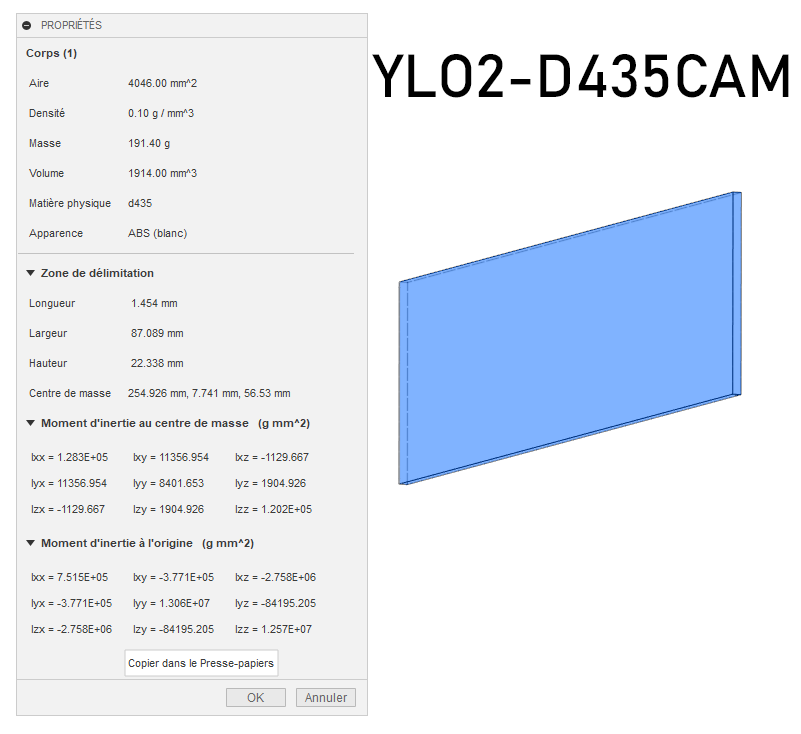 PROPRIÉTÉS
YLO2-D435CAM
Corps (1)
Aire 4046.00 mm^2
Densité 0.10 g / mm^3
Masse 191.40 g
Volume 1914.00 mm^3
Matière physique d435
Apparence ABS (blanc)
Zone de délimitation
Longueur 1.454 mm
Largeur 87.089 mm
Hauteur 22.338 mm
Centre de masse 254.926 mm, 7.741 mm, 56.53 mm
Moment d'inertie au centre de masse (g mm^2)
Ixx = 1.283E+05 Ixy = 11356.954 Ixz = -1129.667
Iyx = 11356.954 Iyy = 8401.653 Iyz = 1904.926
Izx = -1129.667 Izy = 1904.926 Izz = 1.202E+05
Moment d'inertie à l'origine (g mm^2)
Ixx = 7.515E+05 Ixy = -3.771E+05 Ixz = -2.758E+06
Iyx = -3.771E+05 Iyy = 1.306E+07 Iyz = -84195.205
Izx = -2.758E+06 Izy = -84195.205 Izz = 1.257E+07
Copier dans le Presse-papiers
OK Annuler